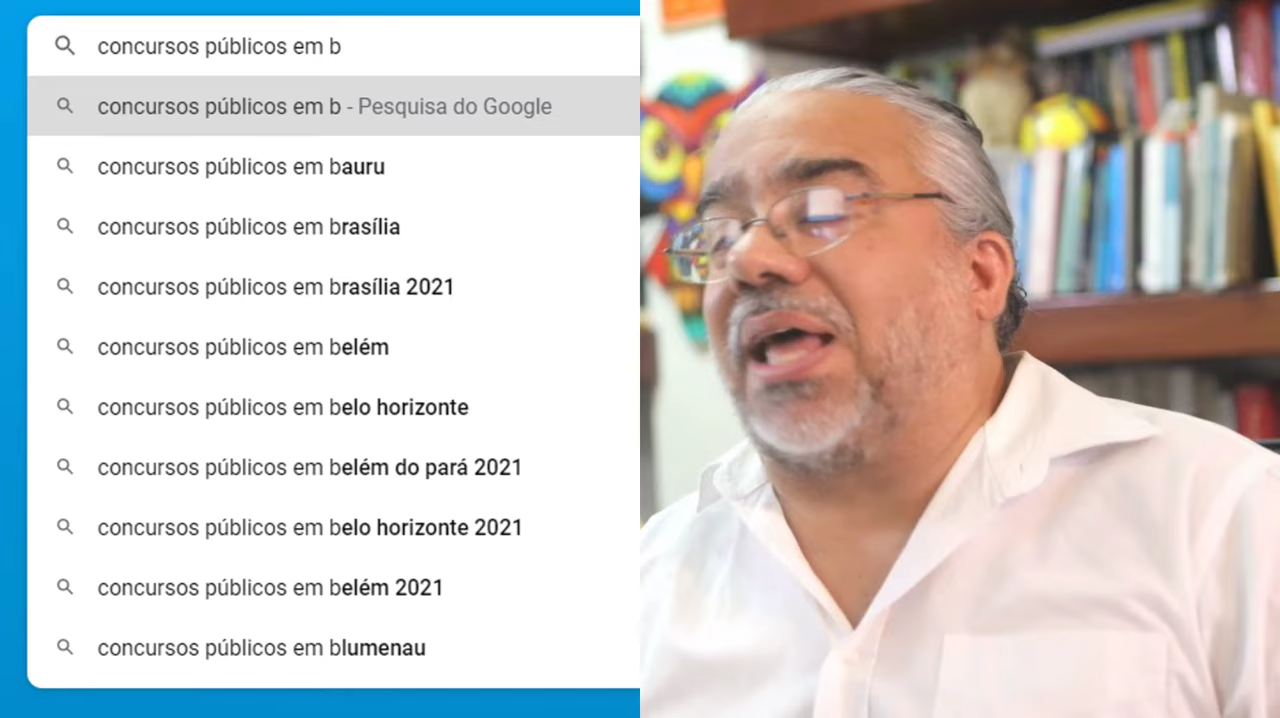 concursos públicos em b
concursos públicos em b - Pesquisa do Google
concursos públicos em bauru
concursos públicos em brasília
concursos públicos em brasília 2021
concursos públicos em belém
concursos públicos em belo horizonte
concursos públicos em belém do pará 2021
concursos públicos em belo horizonte 2021
concursos públicos em belém 2021
concursos públicos em blumenau